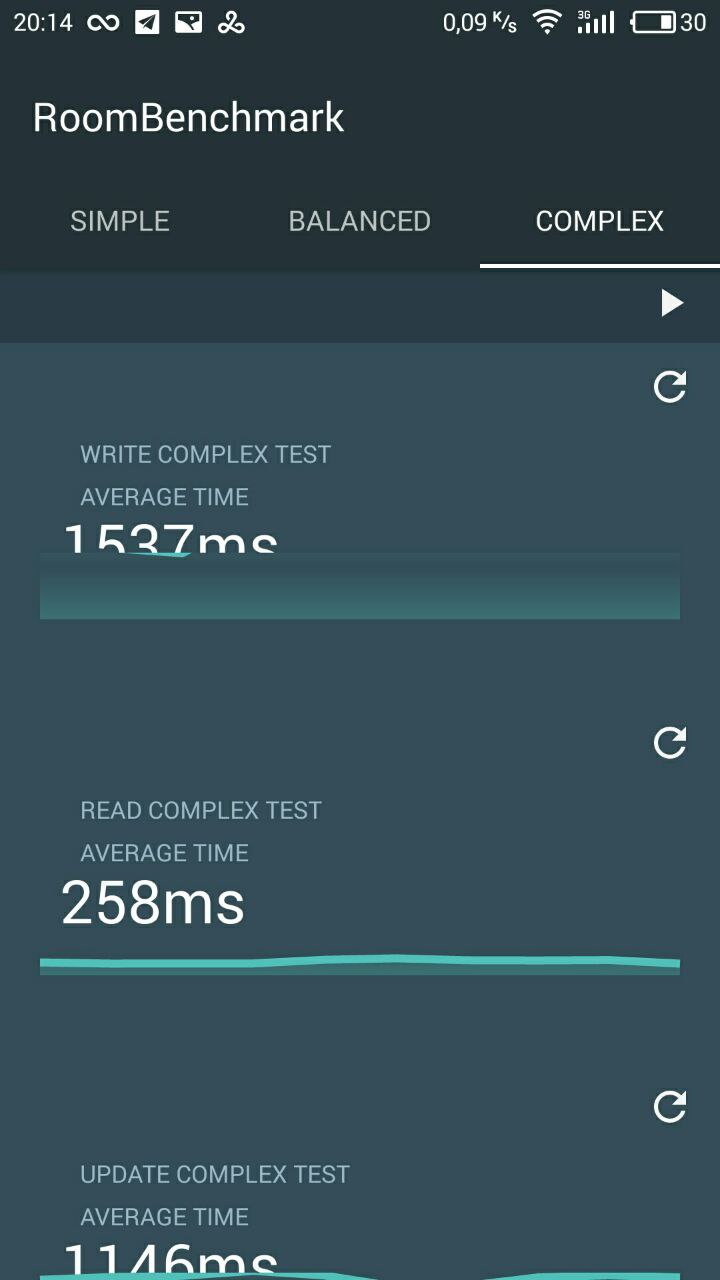 20:14 0,09 K/s 3G 30
RoomBenchmark
SIMPLE BALANCED COMPLEX
WRITE COMPLEX TEST
AVERAGE TIME
1537ms
READ COMPLEX TEST
AVERAGE TIME
258ms
UPDATE COMPLEX TEST
AVERAGE TIME
1146ms